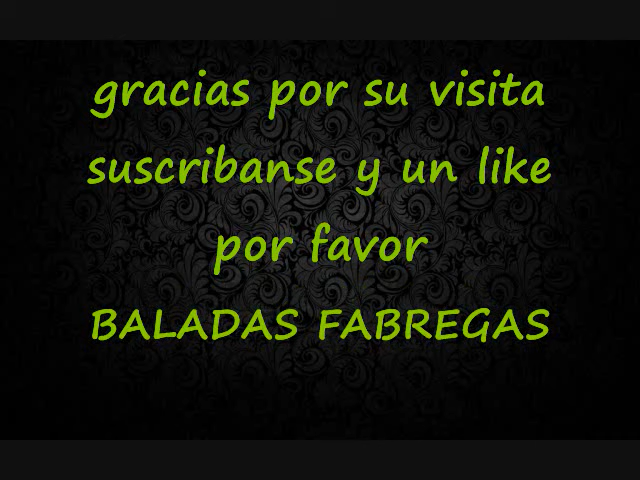 gracias por su visita
suscribanse y un like
por favor
BALADAS FABREGAS